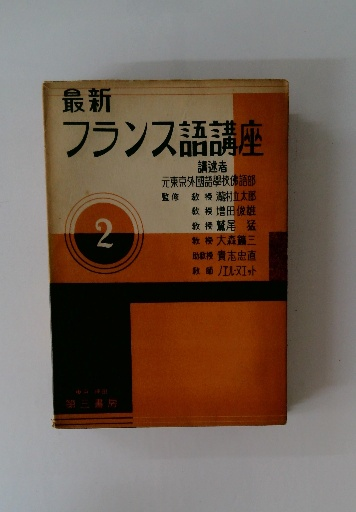 最新
フランス語講座
講述者
元東京外國語學校佛語部
監修 教授 瀧村立太郎
教授 増田俊雄
教授 鷲尾 猛
教授 大森鑛三
助教授 貴志忠直
教師 ノエル・ヌエット
2
第三書房